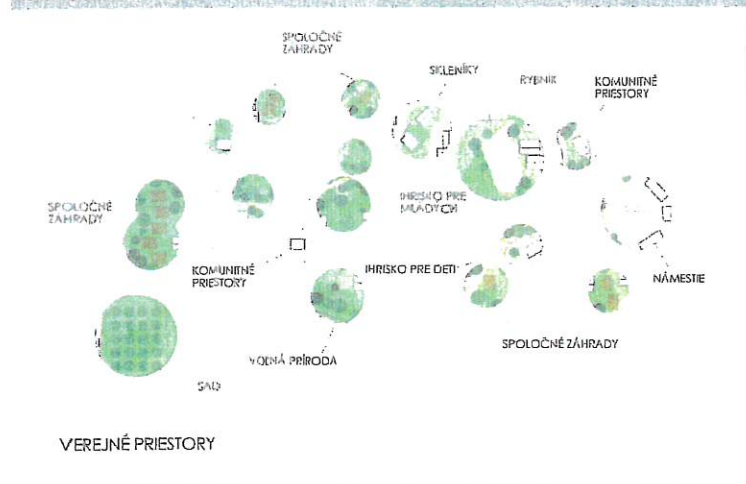 SPOLOČNÉ
ZÁHRADY
SKLENÍKY
RYBNIK
KOMUNITNÉ
PRIESTORY
SPOLOČNÉ
ZÁHRADY
IHRISKO PRE
MLADÝCH
KOMUNITNÉ
PRIESTORY
IHRISKO PRE DETI
NÁMESTIE
VOĽNÁ PRÍRODA
SPOLOČNÉ ZÁHRADY
SAD
VEREJNÉ PRIESTORY